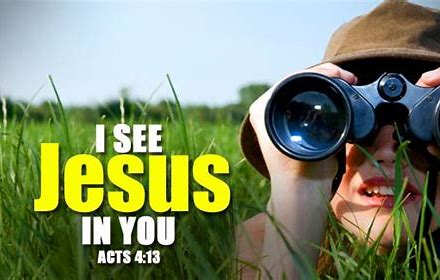 I SEE
Jesus
IN YOU
ACTS 4:13